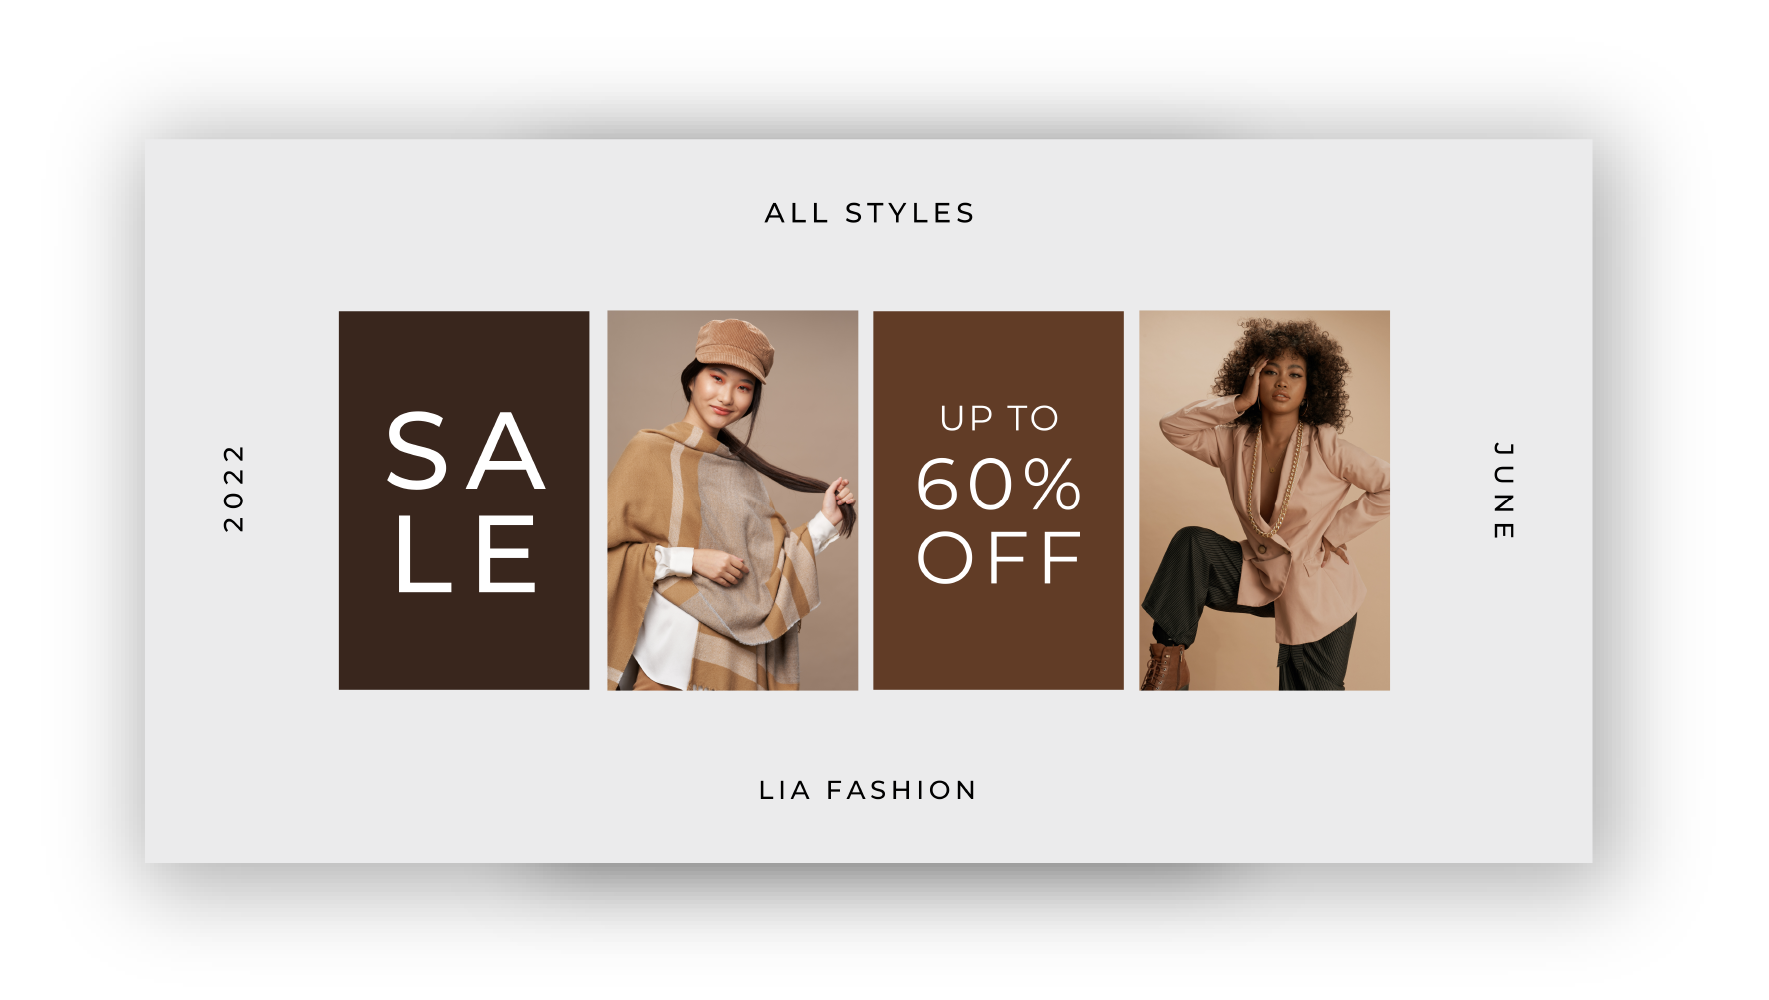 ALL STYLES
2022
SA
LE
UP TO
60%
OFF
JUNE
LIA FASHION